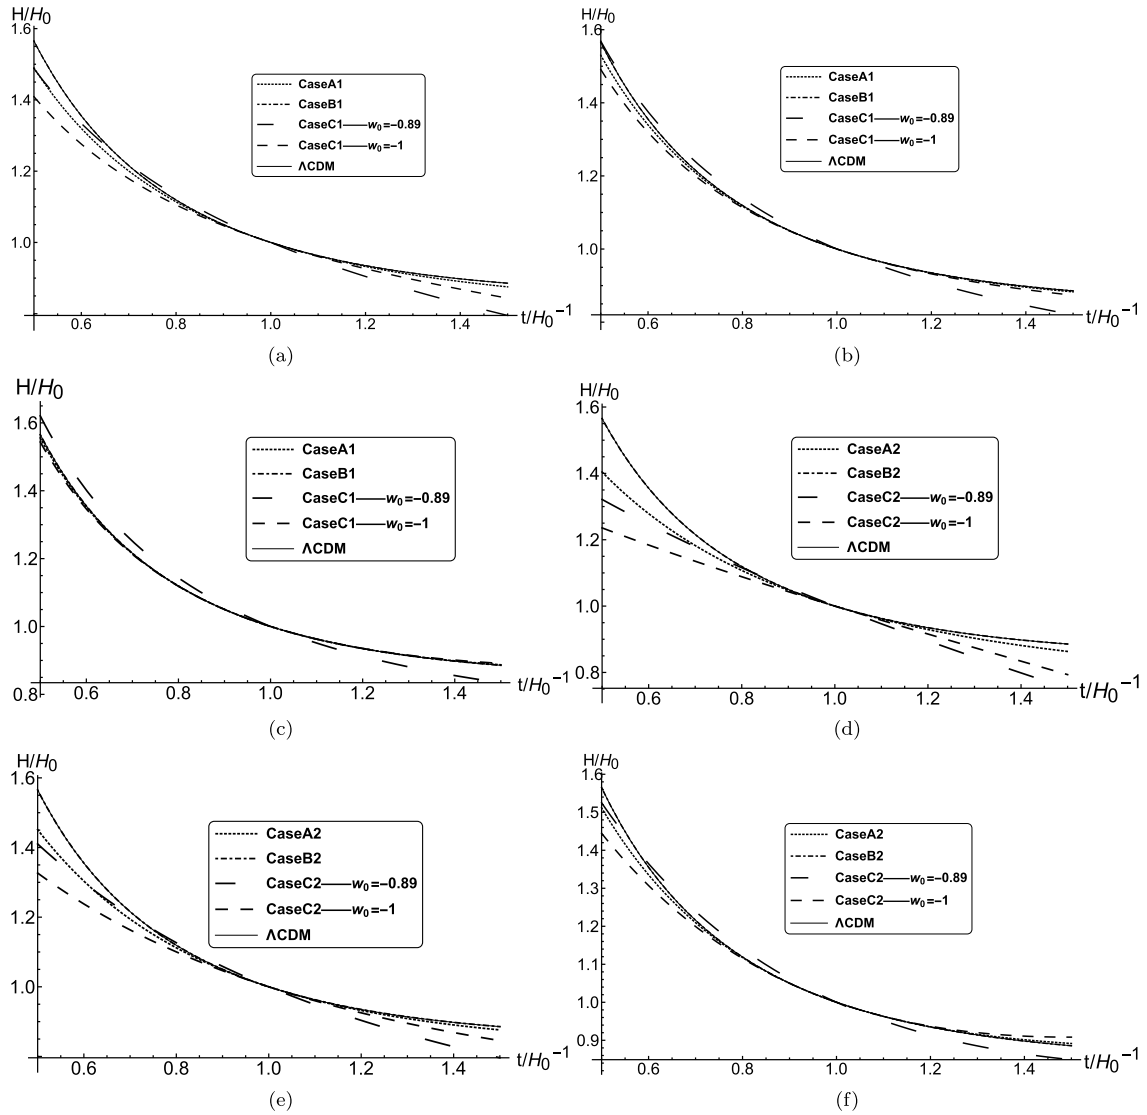 H/H0
1.6
1.4
1.2
1.0
0.6 0.8 1.0 1.2 1.4
t/H0⁻¹
CaseA1
CaseB1
CaseC1——w0=−0.89
CaseC1——w0=−1
ΛCDM
(a)
H/H0
1.6
1.4
1.2
1.0
0.6 0.8 1.0 1.2 1.4
t/H0⁻¹
CaseA1
CaseB1
CaseC1——w0=−0.89
CaseC1——w0=−1
ΛCDM
(b)
H/H0
1.6
1.4
1.2
1.0
0.8
0.6 0.8 1.0 1.2 1.4
t/H0⁻¹
CaseA1
CaseB1
CaseC1——w0=−0.89
CaseC1——w0=−1
ΛCDM
(c)
H/H0
1.6
1.4
1.2
1.0
0.8
0.6 0.8 1.0 1.2 1.4
t/H0⁻¹
CaseA2
CaseB2
CaseC2——w0=−0.89
CaseC2——w0=−1
ΛCDM
(d)
H/H0
1.6
1.4
1.2
1.0
0.6 0.8 1.0 1.2 1.4
t/H0⁻¹
CaseA2
CaseB2
CaseC2——w0=−0.89
CaseC2——w0=−1
ΛCDM
(e)
H/H0
1.6
1.5
1.4
1.3
1.2
1.1
1.0
0.9
0.6 0.8 1.0 1.2 1.4
t/H0⁻¹
CaseA2
CaseB2
CaseC2——w0=−0.89
CaseC2——w0=−1
ΛCDM
(f)